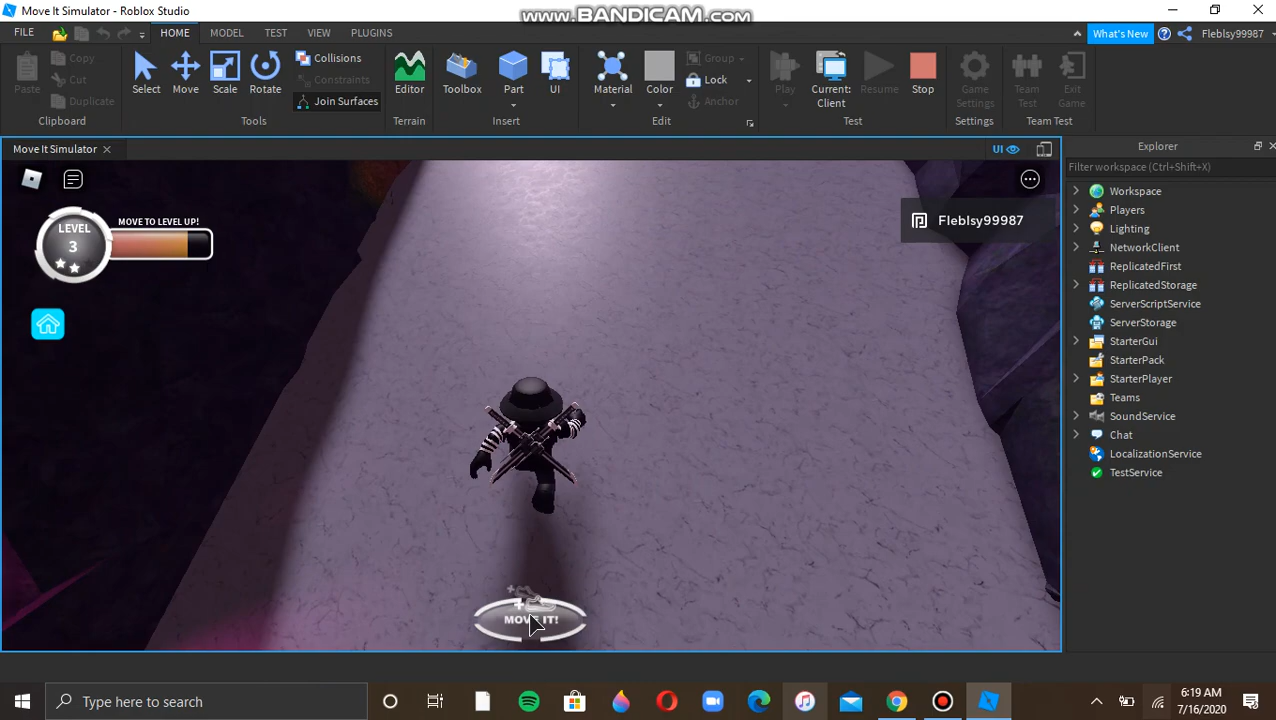 Move It Simulator - Roblox Studio
www.BANDICAM.com
FILE HOME MODEL TEST VIEW PLUGINS What's New Fleblsy99987
Paste Copy Cut Duplicate
Clipboard
Select Move Scale Rotate
Collisions
Constraints
Join Surfaces
Tools
Editor
Terrain
Toolbox Part UI
Insert
Material Color
Group
Lock
Anchor
Edit
Play Current: Client Resume Stop
Test
Game Settings
Settings
Team Test Exit Game
Team Test
Move It Simulator
UI
Explorer
Filter workspace (Ctrl+Shift+X)
Workspace
Players
Lighting
NetworkClient
ReplicatedFirst
ReplicatedStorage
ServerScriptService
ServerStorage
StarterGui
StarterPack
StarterPlayer
Teams
SoundService
Chat
LocalizationService
TestService
MOVE TO LEVEL UP!
LEVEL
3
Fleblsy99987
MOVE IT!
Type here to search
6:19 AM
7/16/2020